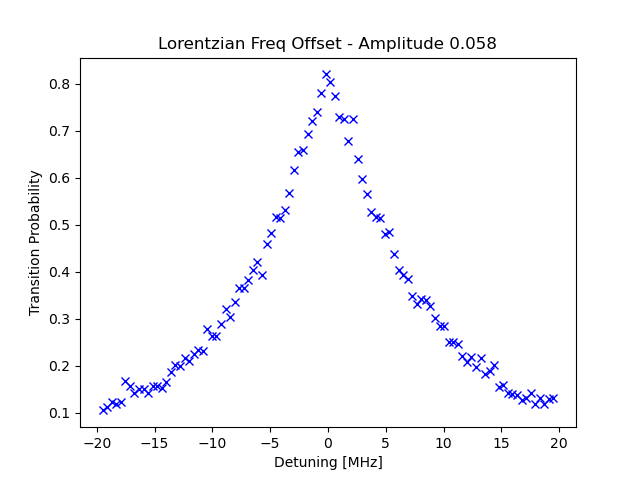 Lorentzian Freq Offset - Amplitude 0.058
Transition Probability
0.8
0.7
0.6
0.5
0.4
0.3
0.2
0.1
−20 −15 −10 −5 0 5 10 15 20
Detuning [MHz]